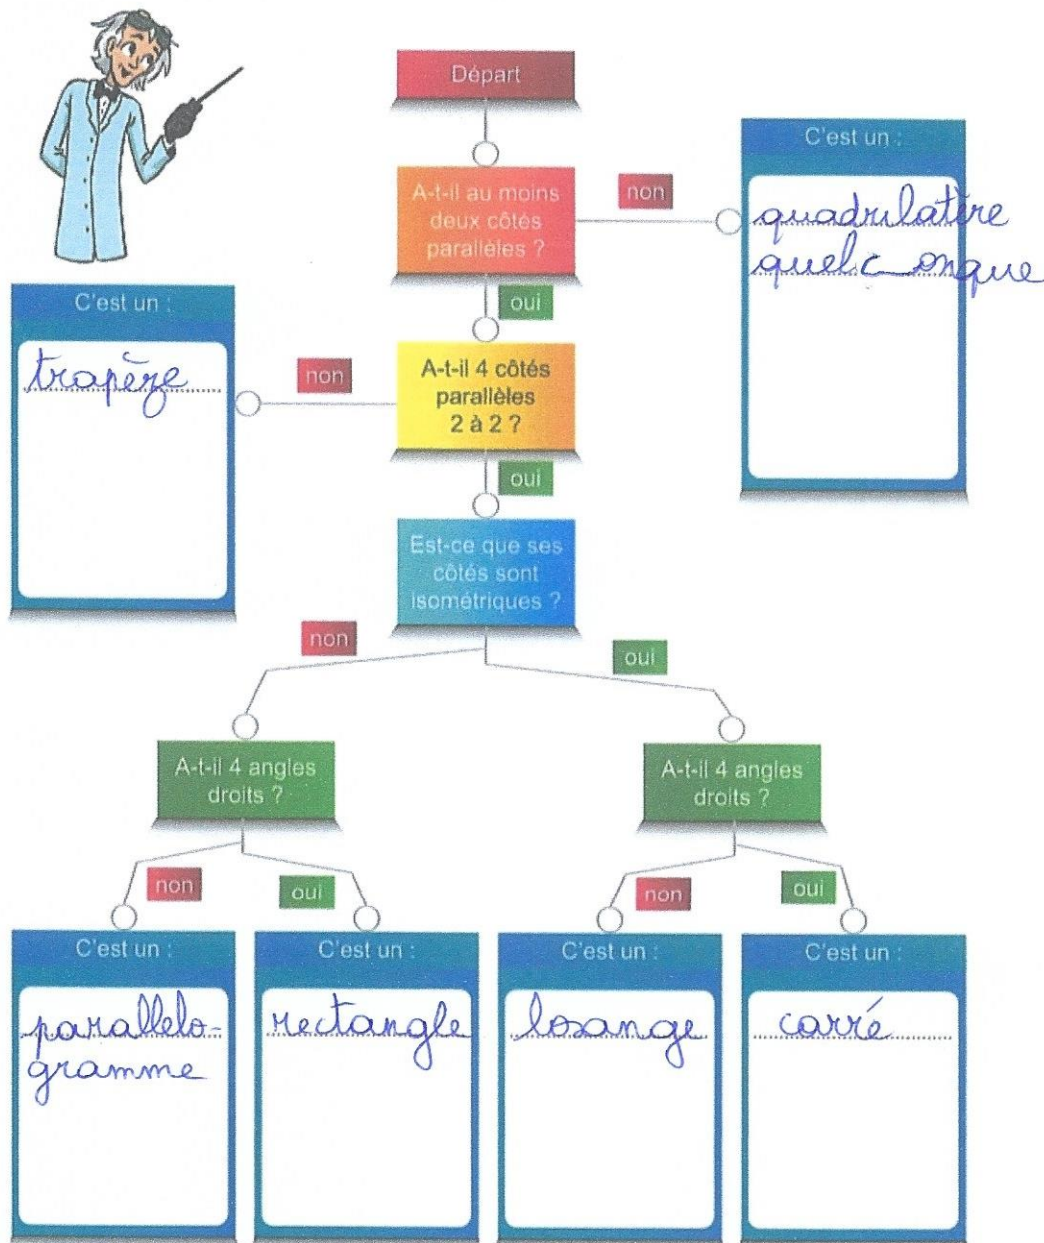 Départ
A-t-il au moins
deux côtés
parallèles ?
non
C'est un :
quadrilatère
quelconque
oui
C'est un :
trapèze
non
A-t-il 4 côtés
parallèles
2 à 2 ?
oui
Est-ce que ses
côtés sont
isométriques ?
non
oui
A-t-il 4 angles
droits ?
A-t-il 4 angles
droits ?
non
oui
non
oui
C'est un :
parallélo-
gramme
C'est un :
rectangle
C'est un :
losange
C'est un :
carré